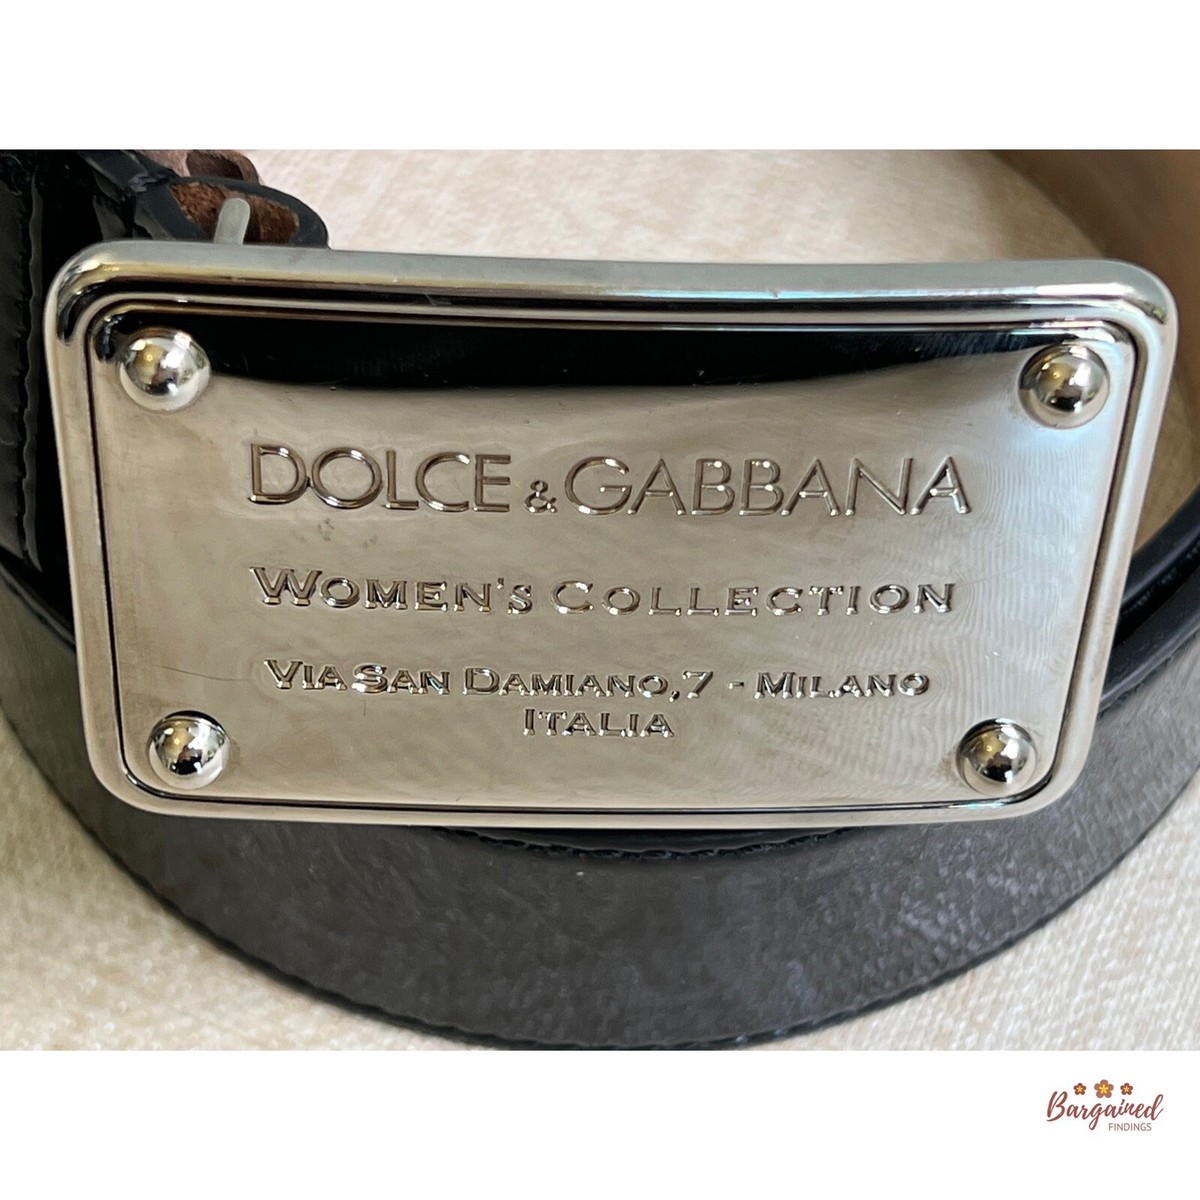 DOLCE & GABBANA
WOMEN'S COLLECTION
VIA SAN DAMIANO,7 - MILANO
ITALIA
Bargained
FINDINGS